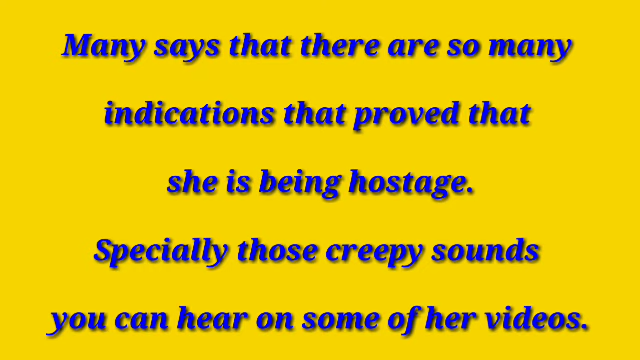 Many says that there are so many
indications that proved that
she is being hostage.
Specially those creepy sounds
you can hear on some of her videos.